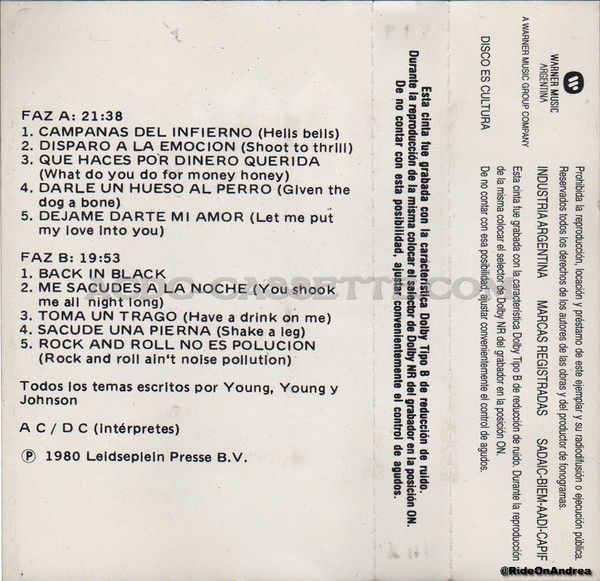 FAZ A: 21:38
1. CAMPANAS DEL INFIERNO (Hells bells)
2. DISPARO A LA EMOCION (Shoot to thrill)
3. QUE HACES POR DINERO QUERIDA
(What do you do for money honey)
4. DARLE UN HUESO AL PERRO (Given the
dog a bone)
5. DEJAME DARTE MI AMOR (Let me put
my love into you)
FAZ B: 19:53
1. BACK IN BLACK
2. ME SACUDES A LA NOCHE (You shook
me all night long)
3. TOMA UN TRAGO (Have a drink on me)
4. SACUDE UNA PIERNA (Shake a leg)
5. ROCK AND ROLL NO ES POLUCION
(Rock and roll ain't noise pollution)
Todos los temas escritos por Young, Young y
Johnson
A C / D C (intérpretes)
Ⓟ 1980 Leidseplein Presse B.V.
Esta cinta fue grabada con la característica Dolby Tipo B de reducción de ruido.
Durante la reproducción de la misma colocar el selector de Dolby NR del grabador en la posición ON.
De no contar con esta posibilidad, ajustar convenientemente el control de agudos.
WARNER MUSIC
ARGENTINA
A WARNER MUSIC GROUP COMPANY
DISCO ES CULTURA
Prohibida la reproducción, locación y préstamo de este ejemplar y su radiodifusión o ejecución pública.
Reservados todos los derechos de los autores de las obras y del productor de fonogramas.
INDUSTRIA ARGENTINA MARCAS REGISTRADAS SADAIC-BIEM-AADI-CAPIF
Esta cinta fue grabada con la característica Dolby Tipo B de reducción de ruido. Durante la reproducción
de la misma colocar el selector de Dolby NR del grabador en la posición ON.
De no contar con esa posibilidad, ajustar convenientemente el control de agudos.
@RideOnAndrea